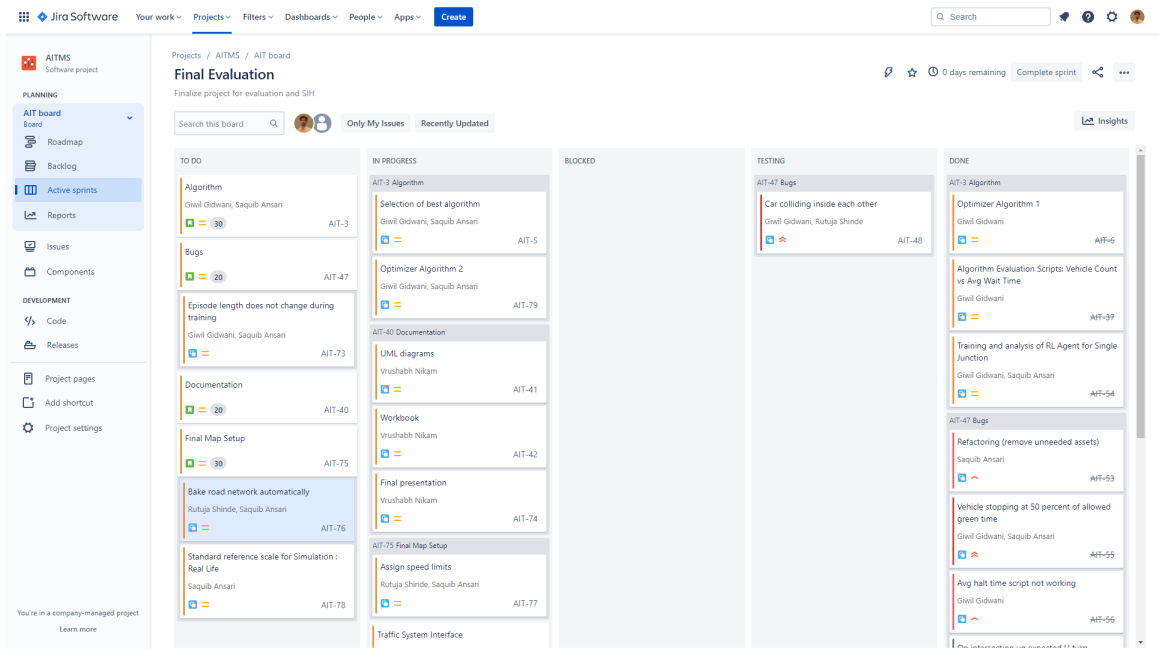 Jira Software
Your work
Projects
Filters
Dashboards
People
Apps
Create
Search
AITMS
Software project
PLANNING
AIT board
Board
Roadmap
Backlog
Active sprints
Reports
Issues
Components
DEVELOPMENT
Code
Releases
Project pages
Add shortcut
Project settings
You're in a company-managed project
Learn more
Projects / AITMS / AIT board
Final Evaluation
0 days remaining
Complete sprint
Finalize project for evaluation and SIH
Search this board
Only My Issues
Recently Updated
Insights
TO DO
Algorithm
Giwil Gidwani, Saquib Ansari
30
AIT-3
Bugs
20
AIT-47
Episode length does not change during
training
Giwil Gidwani, Saquib Ansari
AIT-73
Documentation
20
AIT-40
Final Map Setup
30
AIT-75
Bake road network automatically
Rutuja Shinde, Saquib Ansari
AIT-76
Standard reference scale for Simulation :
Real Life
Saquib Ansari
AIT-78
IN PROGRESS
AIT-3 Algorithm
Selection of best algorithm
Giwil Gidwani, Saquib Ansari
AIT-5
Optimizer Algorithm 2
Giwil Gidwani, Saquib Ansari
AIT-79
AIT-40 Documentation
UML diagrams
Vrushabh Nikam
AIT-41
Workbook
Vrushabh Nikam
AIT-42
Final presentation
Vrushabh Nikam
AIT-74
AIT-75 Final Map Setup
Assign speed limits
Rutuja Shinde, Saquib Ansari
AIT-77
Traffic System Interface
BLOCKED
TESTING
AIT-47 Bugs
Car colliding inside each other
Giwil Gidwani, Rutuja Shinde
AIT-48
DONE
AIT-3 Algorithm
Optimizer Algorithm 1
Giwil Gidwani
AIT-6
Algorithm Evaluation Scripts: Vehicle Count
vs Avg Wait Time
Giwil Gidwani
AIT-37
Training and analysis of RL Agent for Single
Junction
Giwil Gidwani, Saquib Ansari
AIT-54
AIT-47 Bugs
Refactoring (remove unneeded assets)
Saquib Ansari
AIT-53
Vehicle stopping at 50 percent of allowed
green time
Giwil Gidwani, Saquib Ansari
AIT-55
Avg halt time script not working
Giwil Gidwani
AIT-56
On intersection un expected U turn